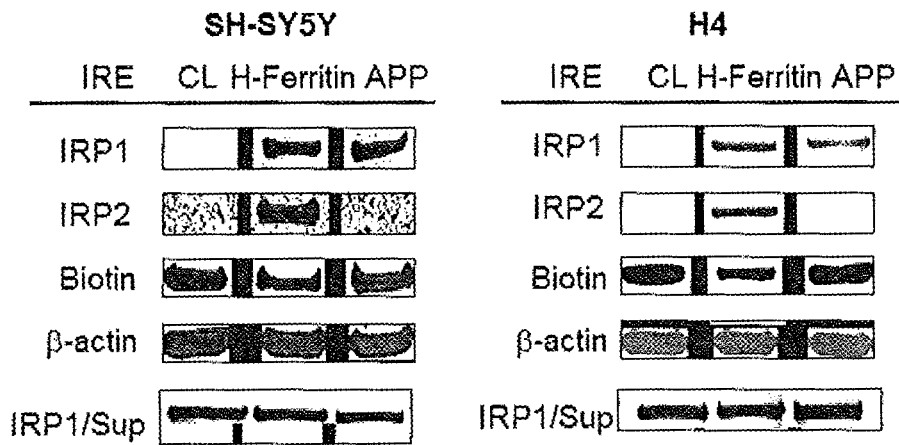 SH-SY5Y
IRE CL H-Ferritin APP
IRP1
IRP2
Biotin
β-actin
IRP1/Sup
H4
IRE CL H-Ferritin APP
IRP1
IRP2
Biotin
β-actin
IRP1/Sup